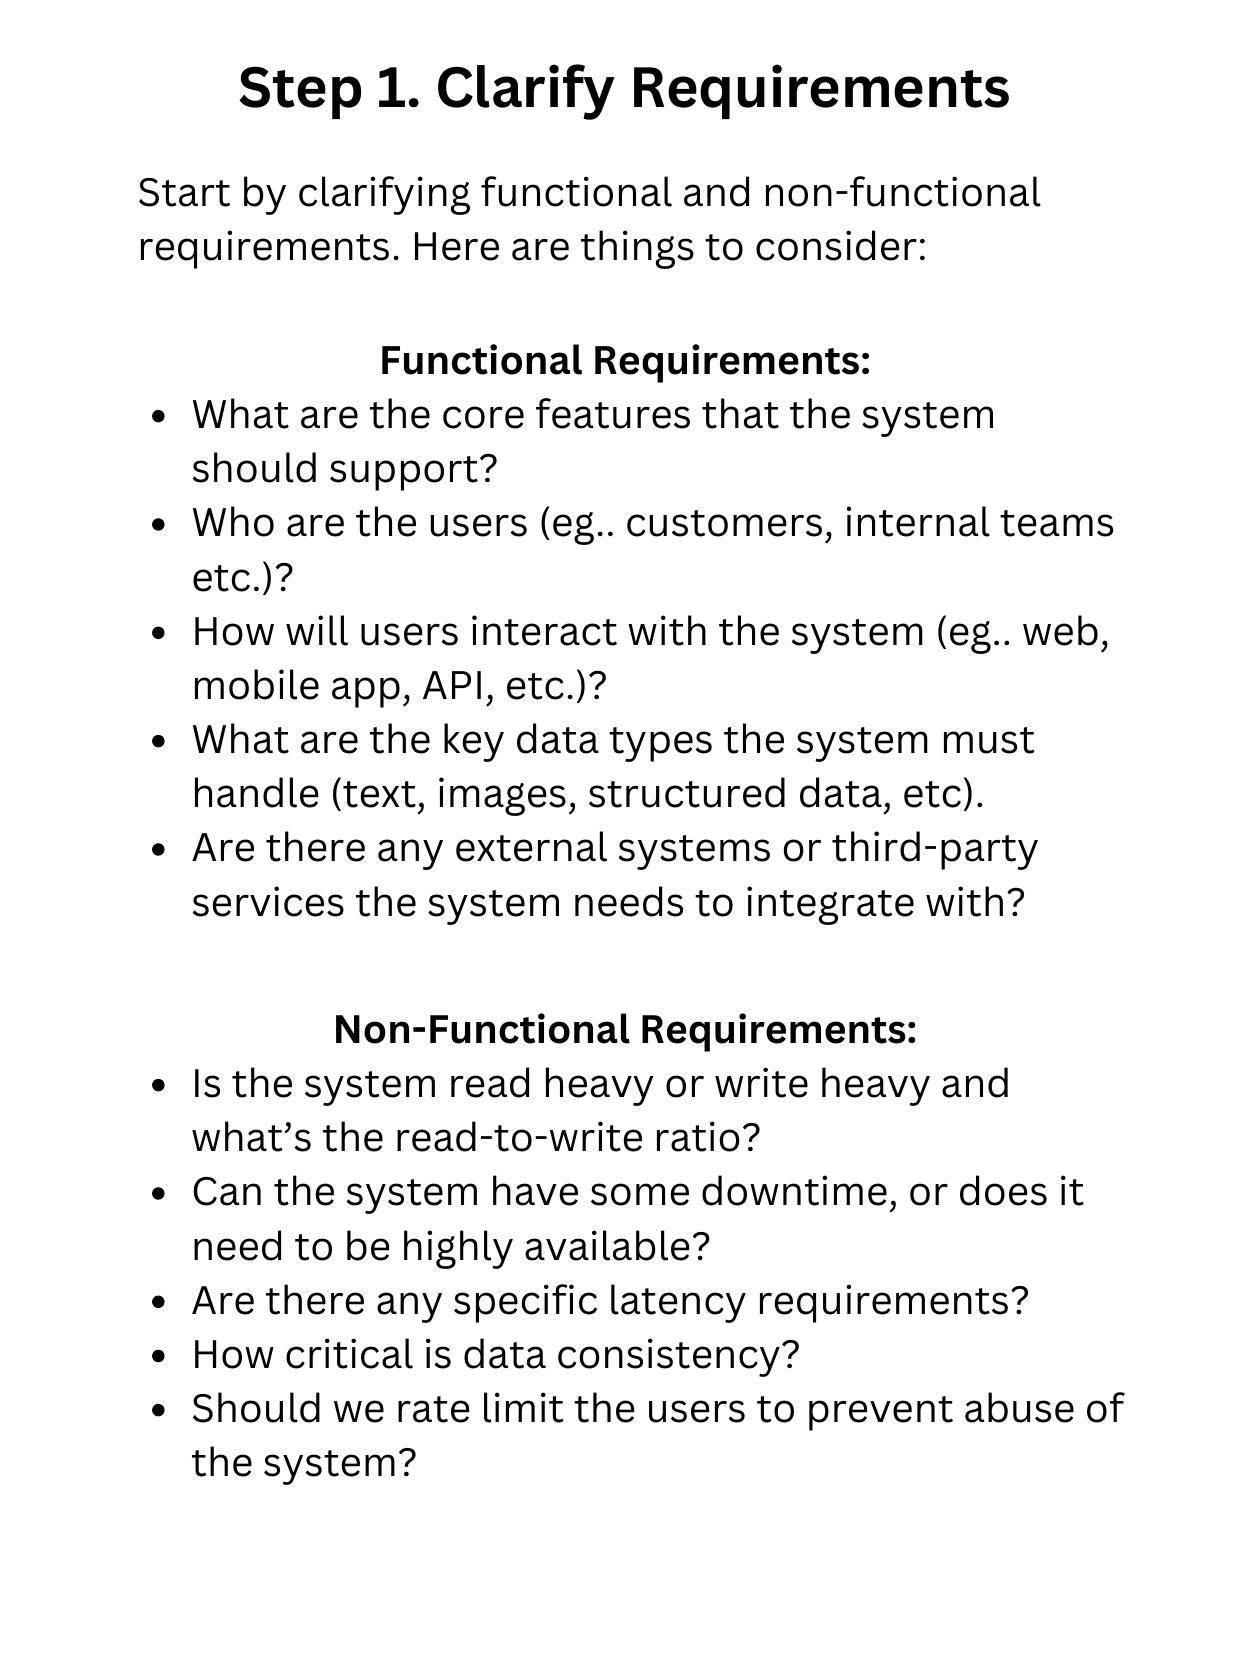 Step 1. Clarify Requirements
Start by clarifying functional and non-functional
requirements. Here are things to consider:
Functional Requirements:
• What are the core features that the system
should support?
• Who are the users (eg.. customers, internal teams
etc.)?
• How will users interact with the system (eg.. web,
mobile app, API, etc.)?
• What are the key data types the system must
handle (text, images, structured data, etc).
• Are there any external systems or third-party
services the system needs to integrate with?
Non-Functional Requirements:
• Is the system read heavy or write heavy and
what’s the read-to-write ratio?
• Can the system have some downtime, or does it
need to be highly available?
• Are there any specific latency requirements?
• How critical is data consistency?
• Should we rate limit the users to prevent abuse of
the system?